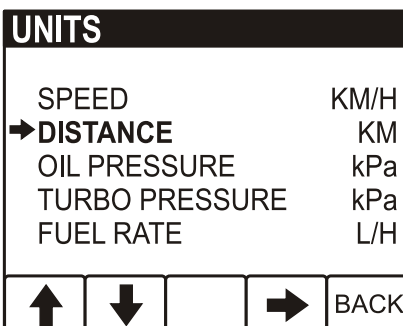 UNITS
SPEED KM/H
DISTANCE KM
OIL PRESSURE kPa
TURBO PRESSURE kPa
FUEL RATE L/H
BACK